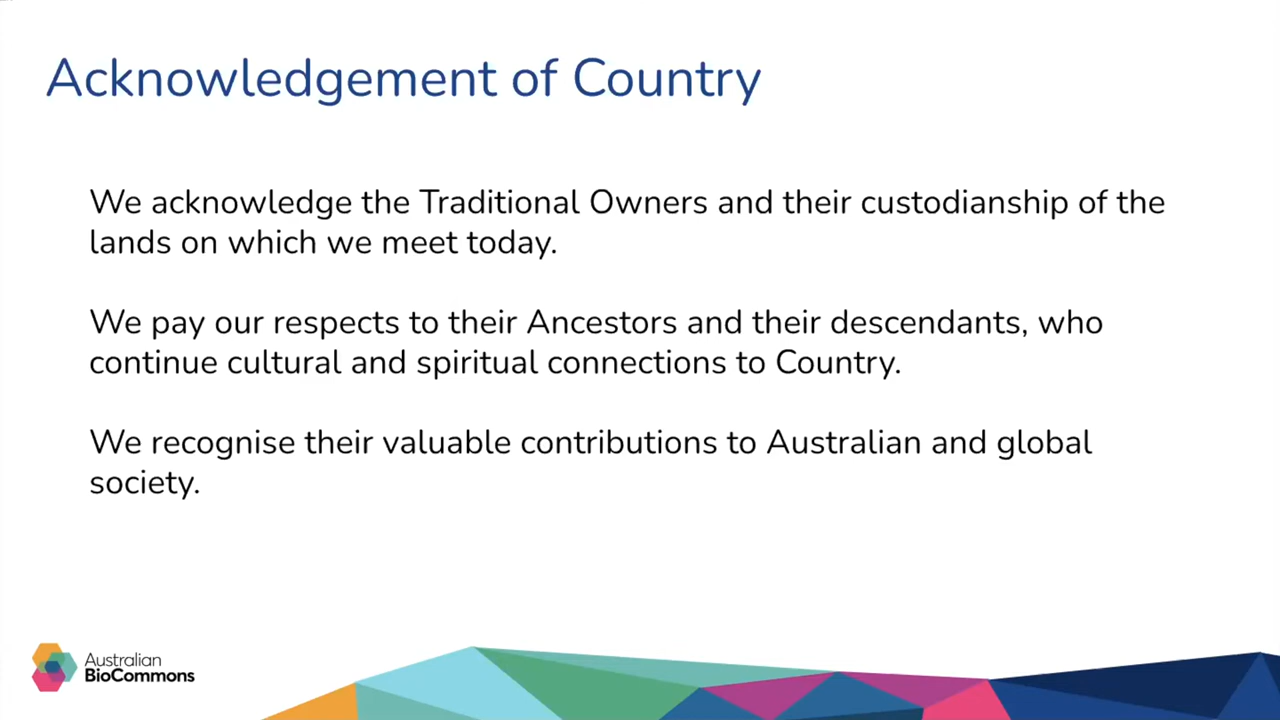 Acknowledgement of Country
We acknowledge the Traditional Owners and their custodianship of the
lands on which we meet today.
We pay our respects to their Ancestors and their descendants, who
continue cultural and spiritual connections to Country.
We recognise their valuable contributions to Australian and global
society.
Australian
BioCommons